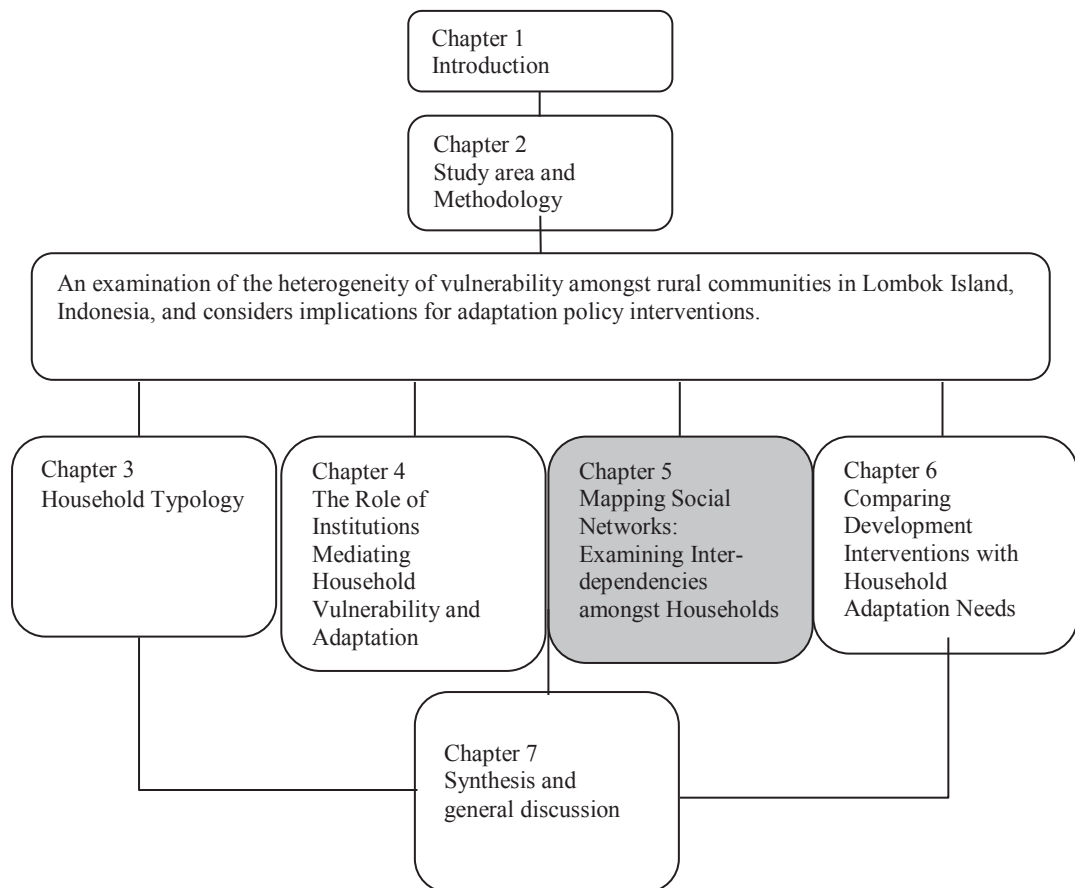 Chapter 1
Introduction
Chapter 2
Study area and
Methodology
An examination of the heterogeneity of vulnerability amongst rural communities in Lombok Island,
Indonesia, and considers implications for adaptation policy interventions.
Chapter 3
Household Typology
Chapter 4
The Role of
Institutions
Mediating
Household
Vulnerability and
Adaptation
Chapter 5
Mapping Social
Networks:
Examining Inter-
dependencies
amongst Households
Chapter 6
Comparing
Development
Interventions with
Household
Adaptation Needs
Chapter 7
Synthesis and
general discussion